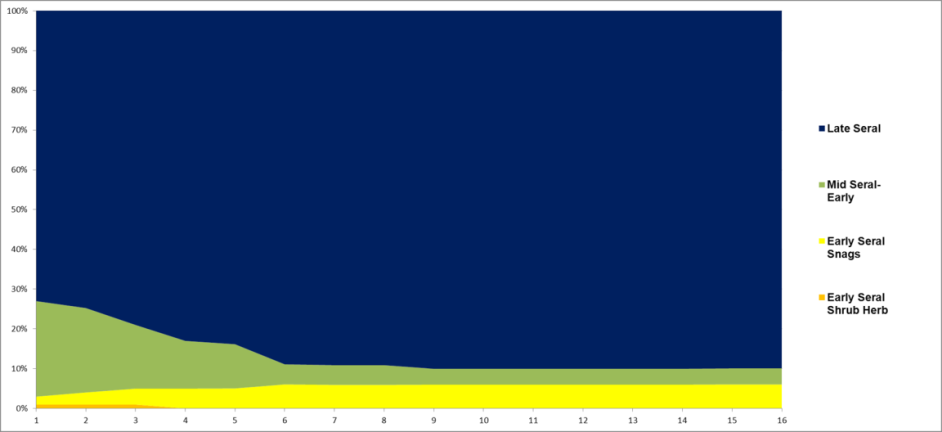 100%
90%
80%
70%
60%
50%
40%
30%
20%
10%
0%
1 2 3 4 5 6 7 8 9 10 11 12 13 14 15 16
Late Seral
Mid Seral-
Early
Early Seral
Snags
Early Seral
Shrub Herb